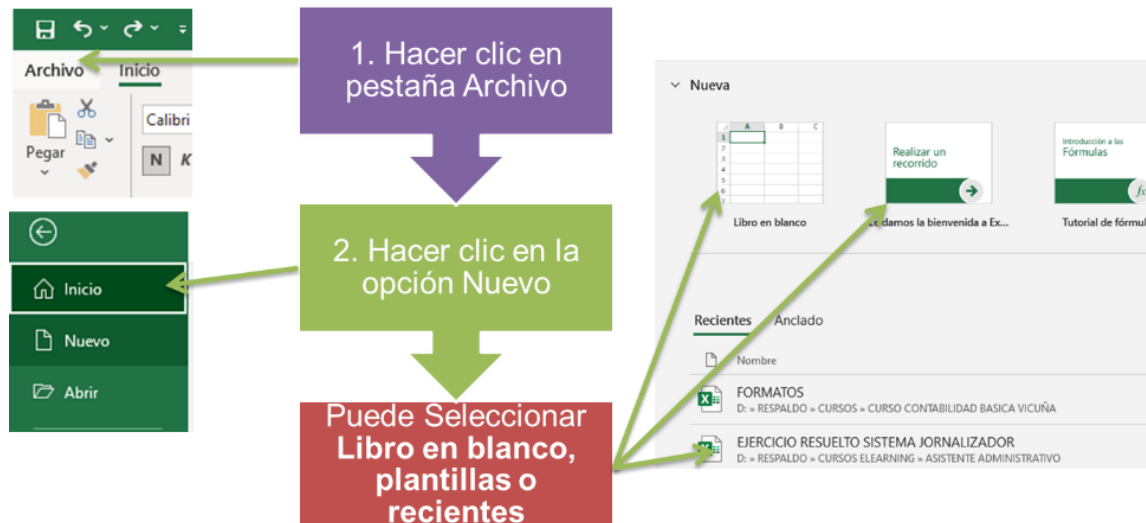 Archivo Inicio
Pegar
Calibri
N K
Inicio
Nuevo
Abrir
1. Hacer clic en
pestaña Archivo
2. Hacer clic en la
opción Nuevo
Puede Seleccionar
Libro en blanco,
plantillas o
recientes
Nueva
A B C
1
2
3
4
5
6
7
Libro en blanco
Realizar un
recorrido
damos la bienvenida a Ex...
Introducción a las
Fórmulas
fx
Tutorial de fórmul
Recientes Anclado
Nombre
FORMATOS
D: » RESPALDO » CURSOS » CURSO CONTABILIDAD BASICA VICUÑA
EJERCICIO RESUELTO SISTEMA JORNALIZADOR
D: » RESPALDO » CURSOS ELEARNING » ASISTENTE ADMINISTRATIVO